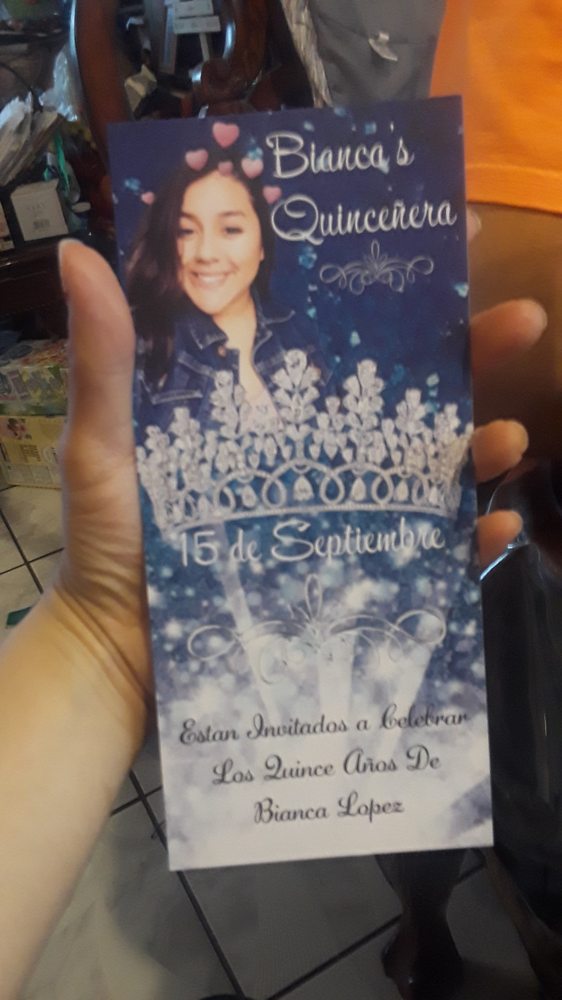 Bianca's
Quinceñera
15 de Septiembre
Estan Invitados a Celebrar
Los Quince Años De
Bianca Lopez